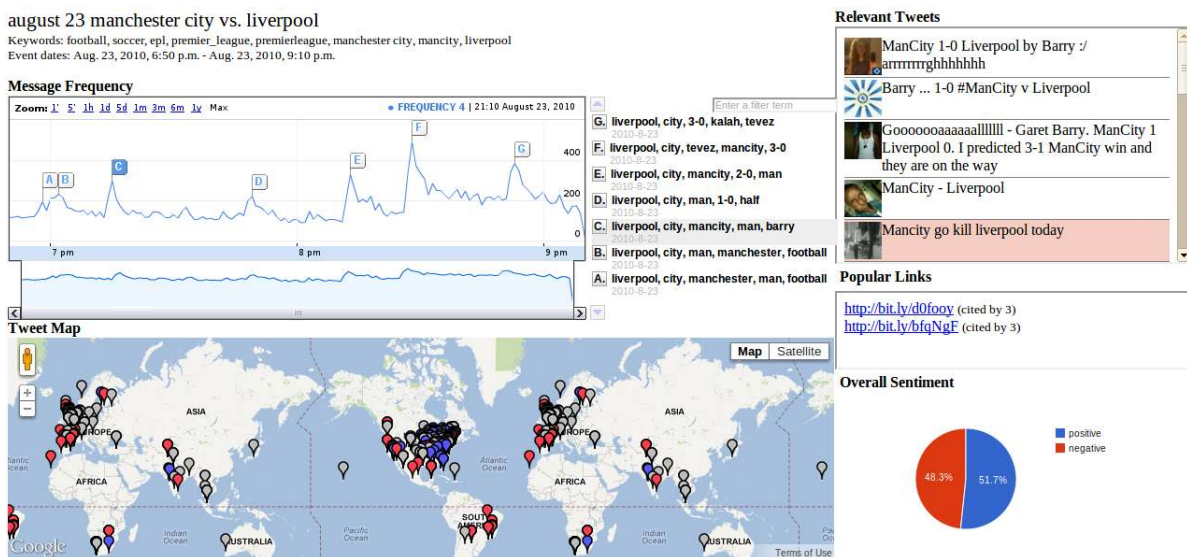 august 23 manchester city vs. liverpool
Keywords: football, soccer, epl, premier_league, premierleague, manchester city, mancity, liverpool
Event dates: Aug. 23, 2010, 6:50 p.m. - Aug. 23, 2010, 9:10 p.m.
Message Frequency
Zoom: 1' 5' 1h 1d 5d 1m 3m 6m 1y Max
● FREQUENCY 4 | 21:10 August 23, 2010
A B C D E F G
400
200
0
7 pm 8 pm 9 pm
Enter a filter term
G. liverpool, city, 3-0, kalah, tevez
2010-8-23
F. liverpool, city, tevez, mancity, 3-0
2010-8-23
E. liverpool, city, mancity, 2-0, man
2010-8-23
D. liverpool, city, man, 1-0, half
2010-8-23
C. liverpool, city, mancity, man, barry
2010-8-23
B. liverpool, city, man, manchester, football
2010-8-23
A. liverpool, city, manchester, man, football
2010-8-23
Relevant Tweets
ManCity 1-0 Liverpool by Barry :/
arrrrrrrghhhhhhh
Barry ... 1-0 #ManCity v Liverpool
Gooooooaaaaaallllllll - Garet Barry. ManCity 1
Liverpool 0. I predicted 3-1 ManCity win and
they are on the way
ManCity - Liverpool
Mancity go kill liverpool today
Popular Links
http://bit.ly/d0fooy (cited by 3)
http://bit.ly/bfqNgF (cited by 3)
Overall Sentiment
positive
negative
48.3%
51.7%
Tweet Map
Map Satellite
ASIA
ASIA
Atlantic
Ocean
Atlantic
Ocean
AFRICA
AFRICA
Indian
Ocean
Pacific
Ocean
Indian
Ocean
Google
Terms of Use